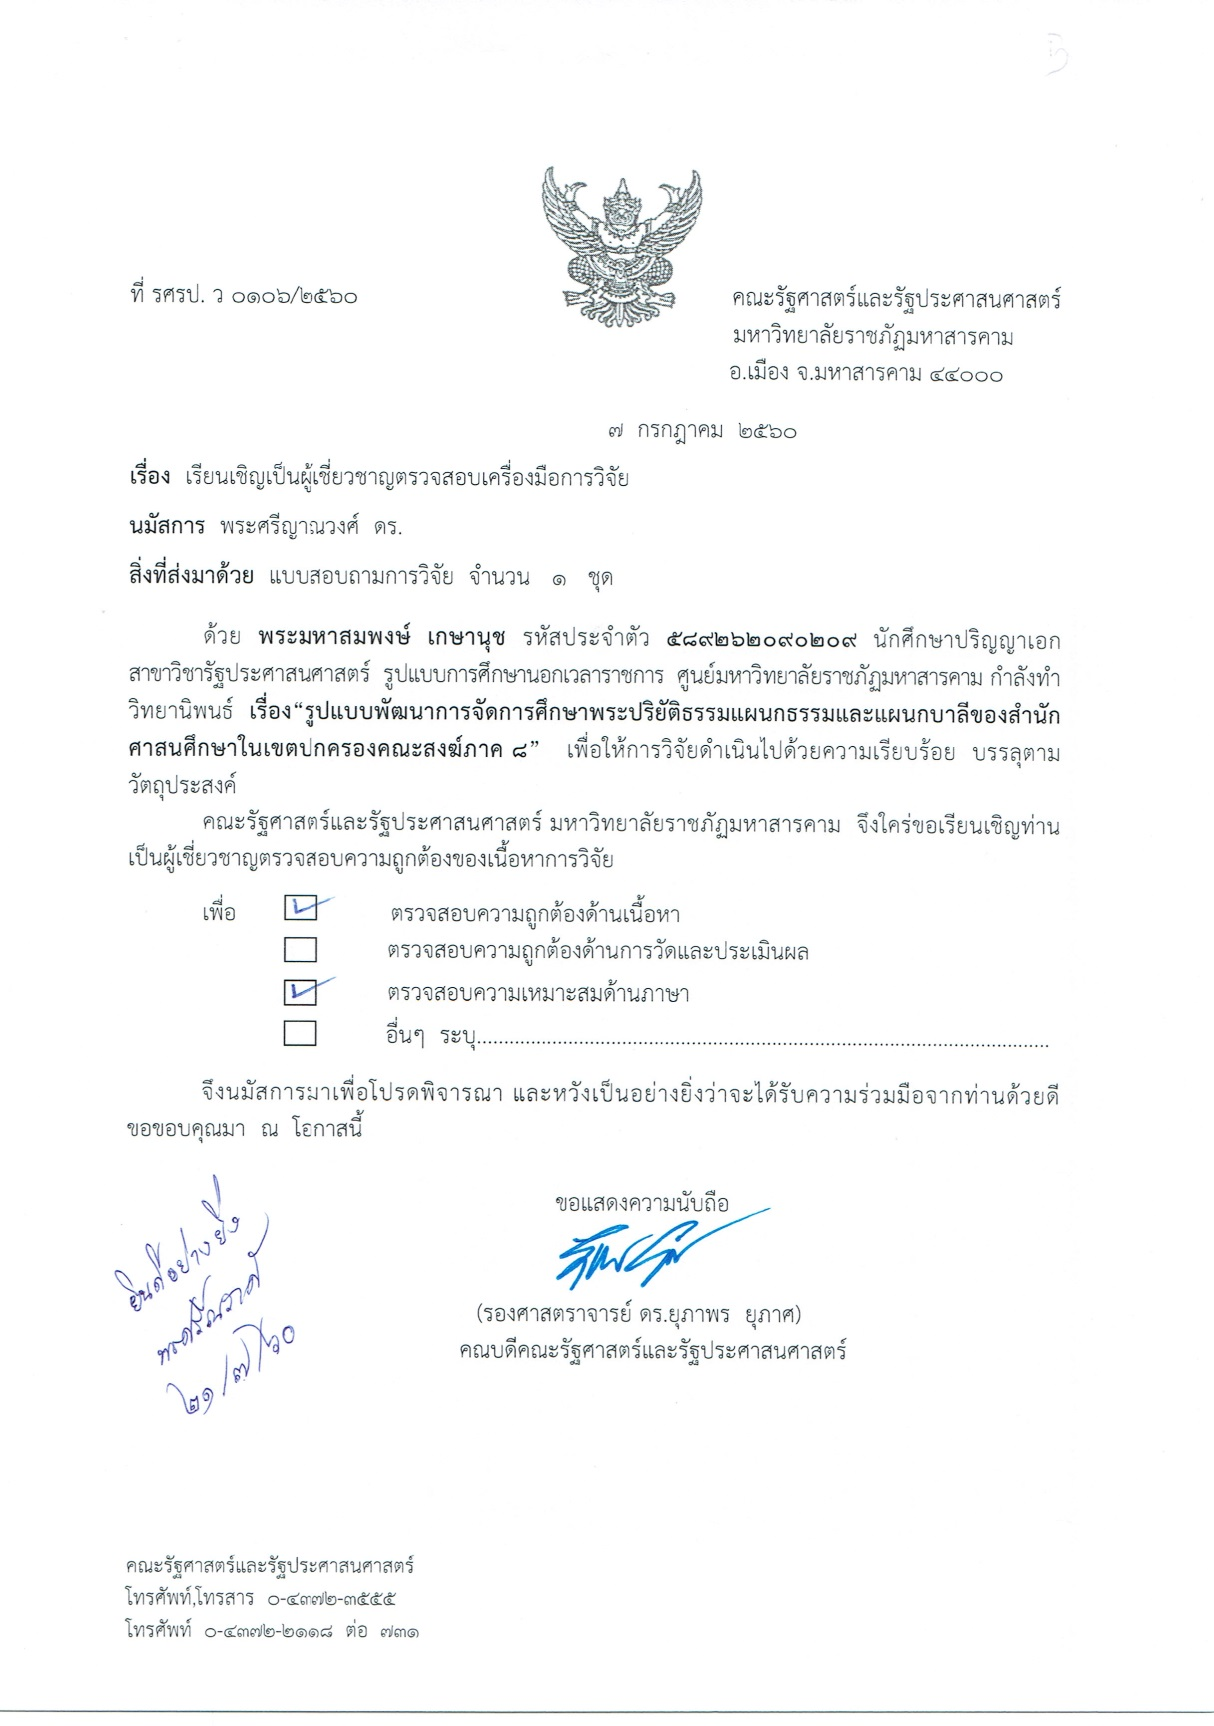 ที่ รศรป. ว ๐๑๐๖/๒๕๖๐
คณะรัฐศาสตร์และรัฐประศาสนศาสตร์
มหาวิทยาลัยราชภัฏมหาสารคาม
อ.เมือง จ.มหาสารคาม ๔๔๐๐๐
๗ กรกฎาคม ๒๕๖๐
เรื่อง เรียนเชิญเป็นผู้เชี่ยวชาญตรวจสอบเครื่องมือการวิจัย
นมัสการ พระศรีญาณวงศ์ ดร.
สิ่งที่ส่งมาด้วย แบบสอบถามการวิจัย จำนวน ๑ ชุด
ด้วย พระมหาสมพงษ์ เกษานุช รหัสประจำตัว ๕๘๙๒๖๒๐๙๐๒๐๙ นักศึกษาปริญญาเอก
สาขาวิชารัฐประศาสนศาสตร์ รูปแบบการศึกษานอกเวลาราชการ ศูนย์มหาวิทยาลัยราชภัฏมหาสารคาม กำลังทำ
วิทยานิพนธ์ เรื่อง“รูปแบบพัฒนาการจัดการศึกษาพระปริยัติธรรมแผนกธรรมและแผนกบาลีของสำนัก
ศาสนศึกษาในเขตปกครองคณะสงฆ์ภาค ๘” เพื่อให้การวิจัยดำเนินไปด้วยความเรียบร้อย บรรลุตาม
วัตถุประสงค์
คณะรัฐศาสตร์และรัฐประศาสนศาสตร์ มหาวิทยาลัยราชภัฏมหาสารคาม จึงใคร่ขอเรียนเชิญท่าน
เป็นผู้เชี่ยวชาญตรวจสอบความถูกต้องของเนื้อหาการวิจัย
เพื่อ ตรวจสอบความถูกต้องด้านเนื้อหา
ตรวจสอบความถูกต้องด้านการวัดและประเมินผล
ตรวจสอบความเหมาะสมด้านภาษา
อื่นๆ ระบุ..........................................................................................................
จึงนมัสการมาเพื่อโปรดพิจารณา และหวังเป็นอย่างยิ่งว่าจะได้รับความร่วมมือจากท่านด้วยดี
ขอขอบคุณมา ณ โอกาสนี้
ขอแสดงความนับถือ
(รองศาสตราจารย์ ดร.ยุภาพร ยุภาศ)
คณบดีคณะรัฐศาสตร์และรัฐประศาสนศาสตร์
ยินดีอย่างยิ่ง
๒๑/๗/๖๐
คณะรัฐศาสตร์และรัฐประศาสนศาสตร์
โทรศัพท์,โทรสาร ๐-๔๓๗๒-๓๕๕๕
โทรศัพท์ ๐-๔๓๗๒-๒๑๑๘ ต่อ ๗๓๑